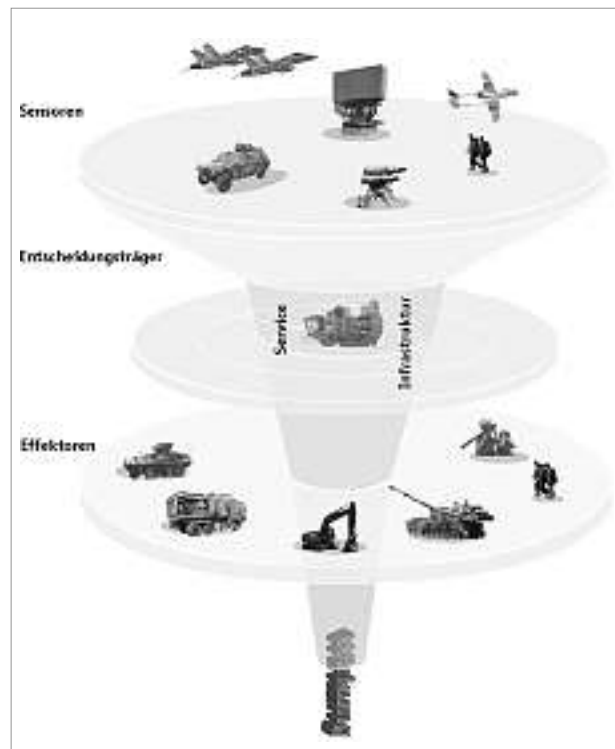 Sensoren
Entscheidungsträger
Service
Infrastruktur
Effektoren